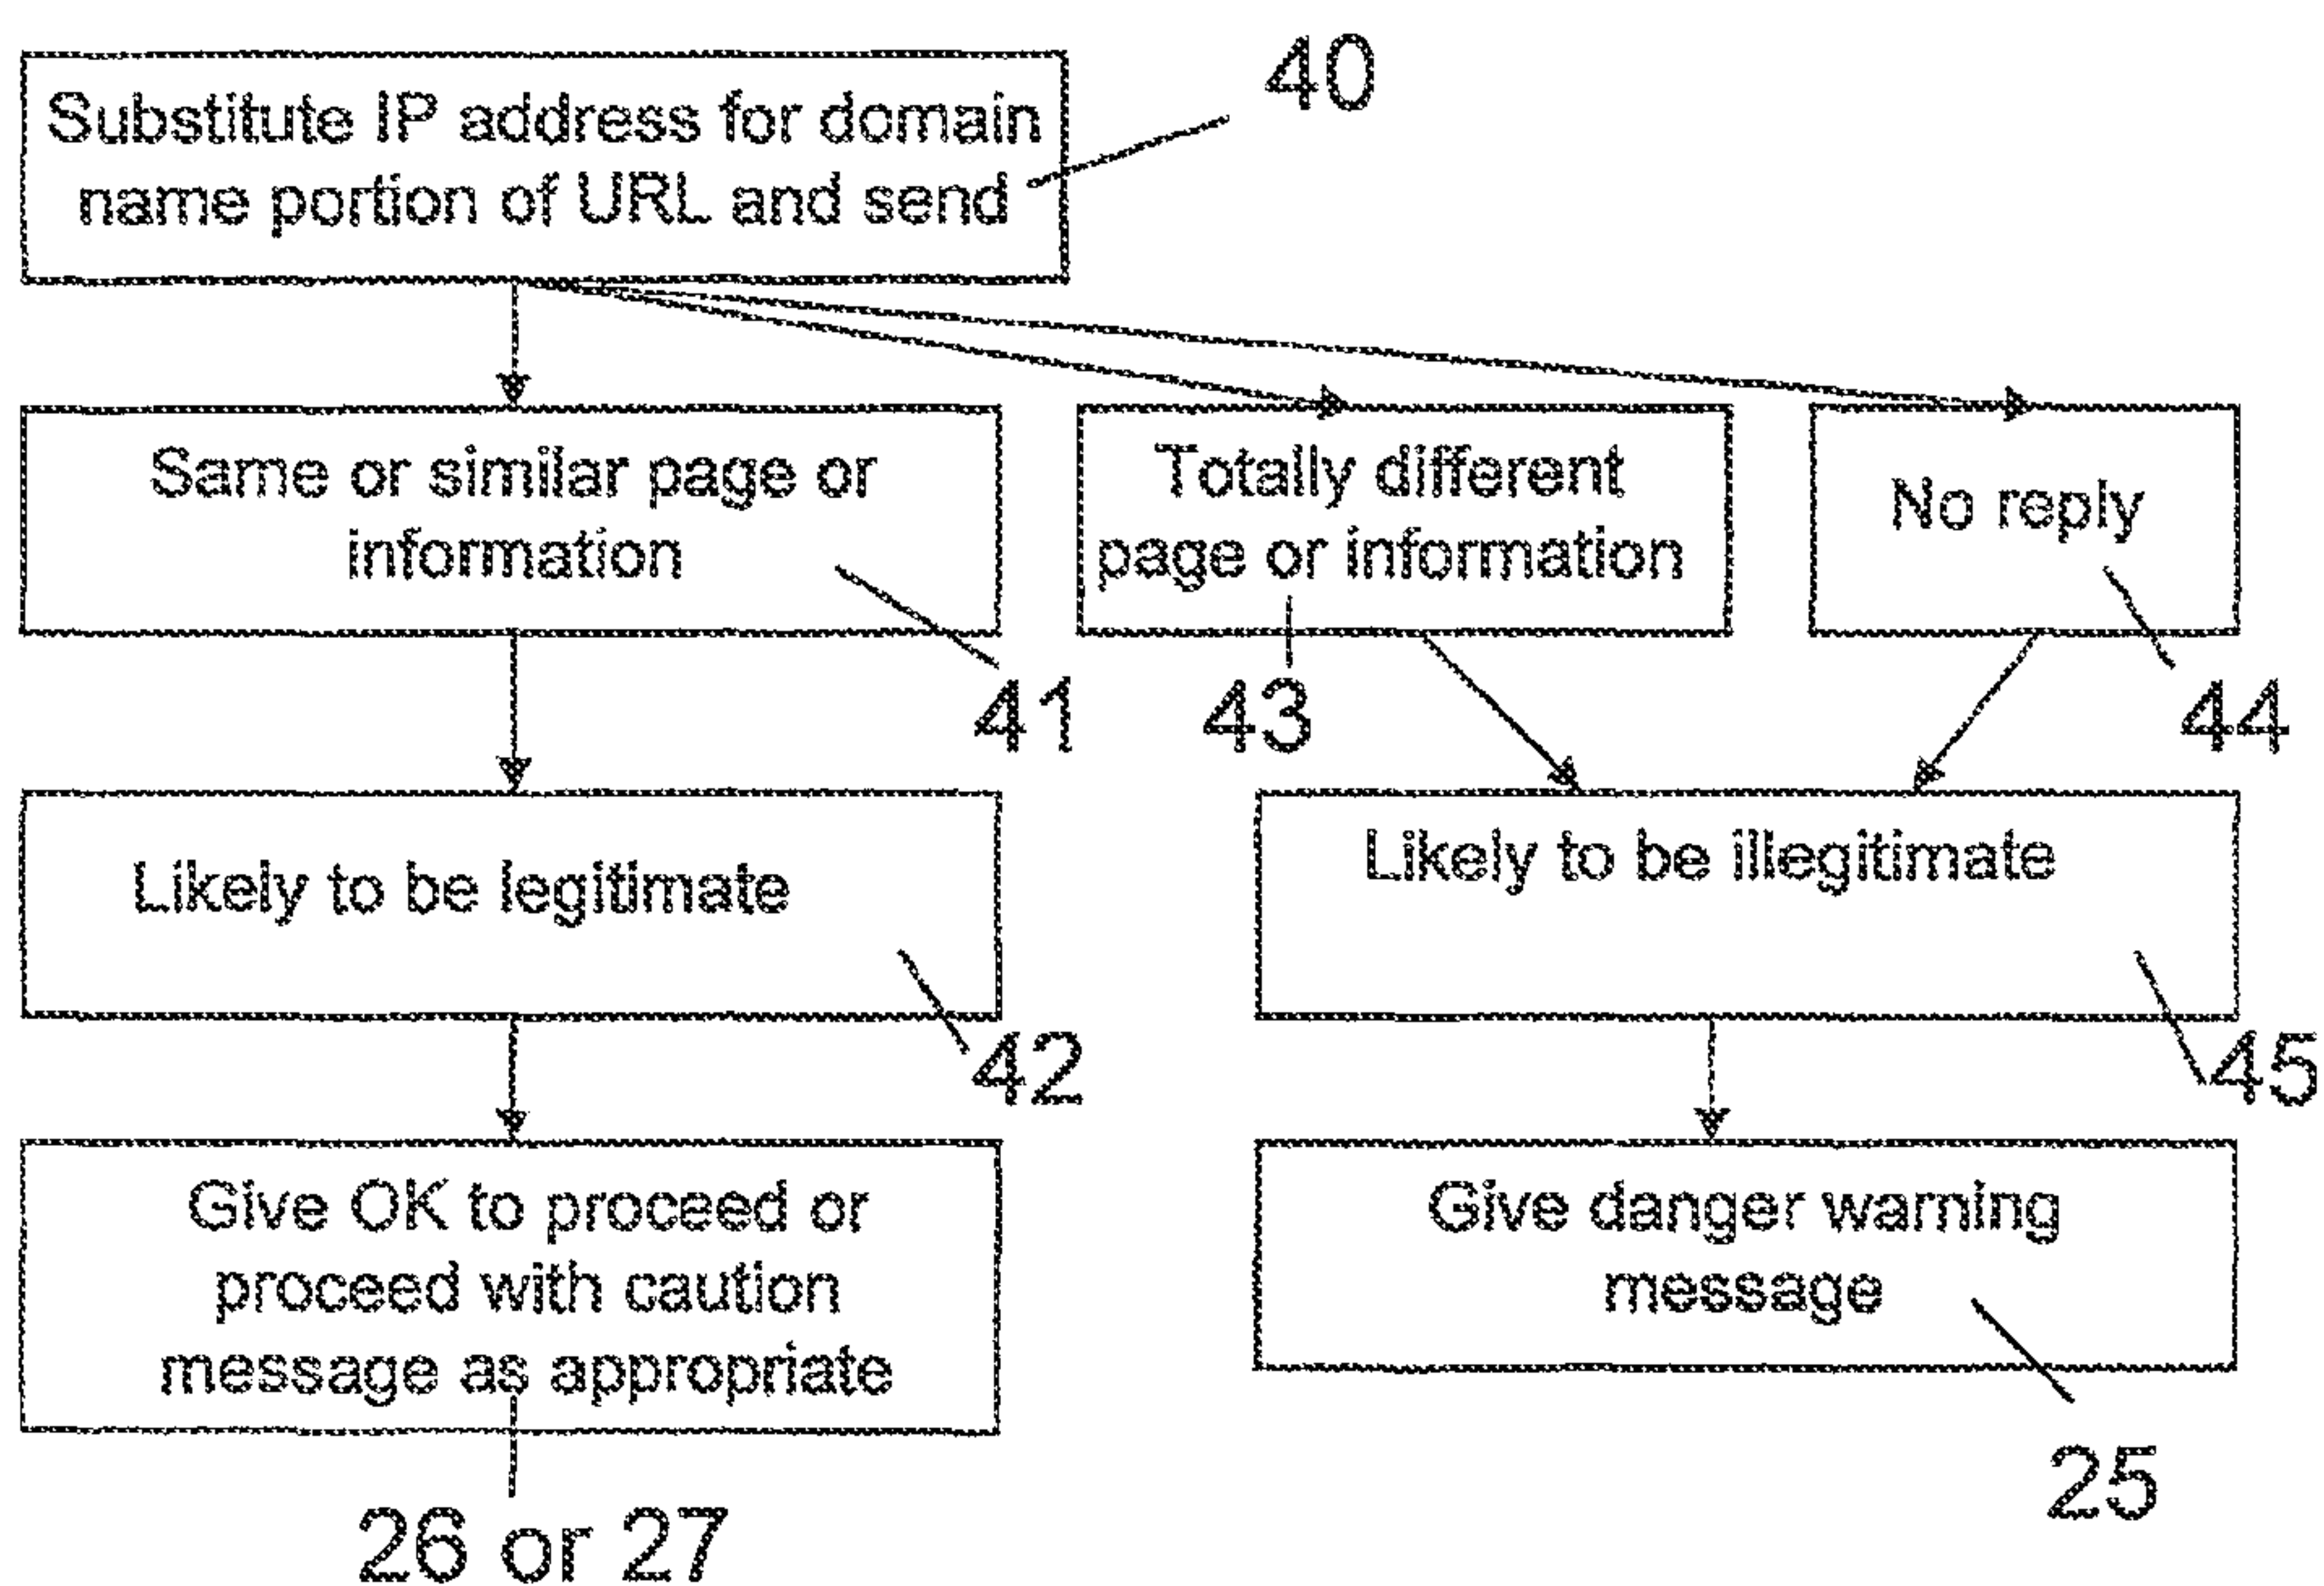 Substitute IP address for domain
name portion of URL and send
40
Same or similar page or
information
41
Totally different
page or information
43
No reply
44
Likely to be legitimate
42
Likely to be illegitimate
45
Give OK to proceed or
proceed with caution
message as appropriate
26 or 27
Give danger warning
message
25